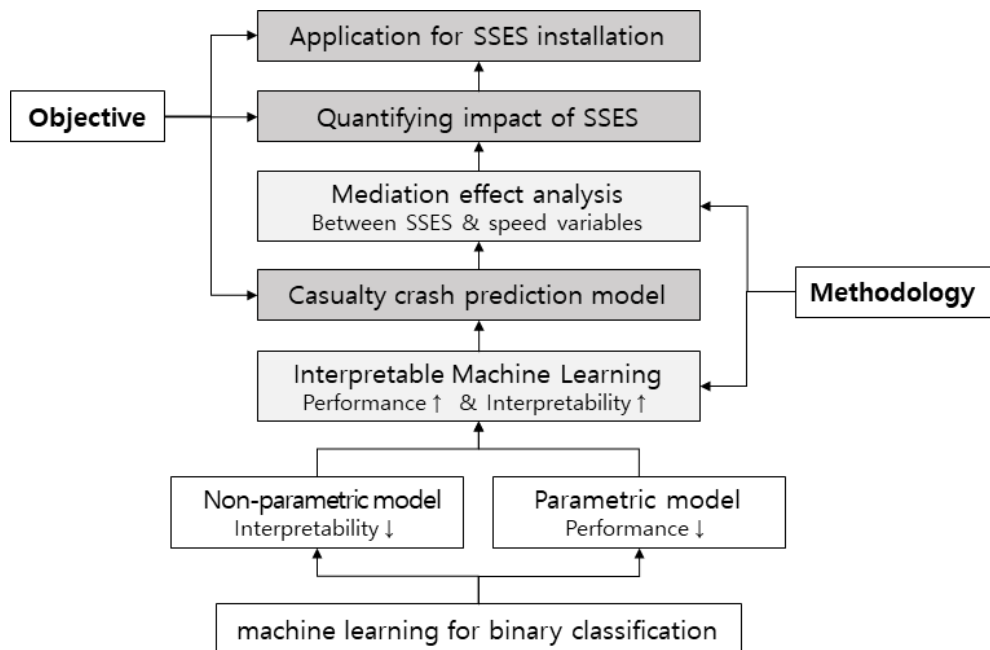 Application for SSES installation
Objective
Quantifying impact of SSES
Mediation effect analysis
Between SSES & speed variables
Casualty crash prediction model
Methodology
Interpretable Machine Learning
Performance↑ & Interpretability↑
Non-parametric model
Interpretability↓
Parametric model
Performance↓
machine learning for binary classification